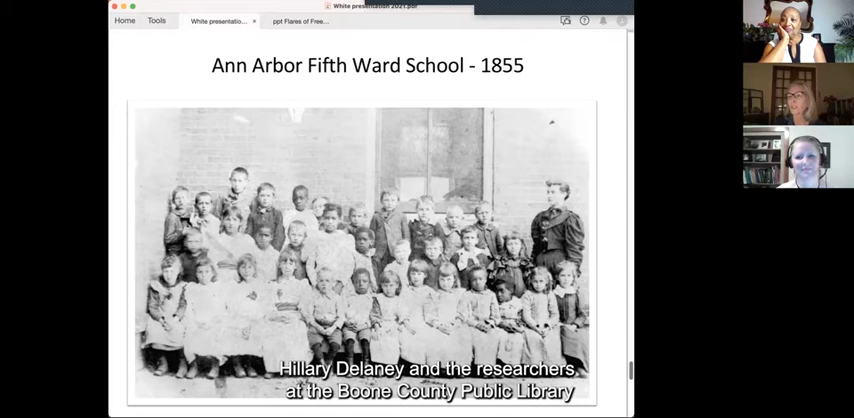 White presentation 2021.pdf
Home
Tools
White presentatio...
×
ppt Flares of Free...
Ann Arbor Fifth Ward School - 1855
Hillary Delaney and the researchers
at the Boone County Public Library